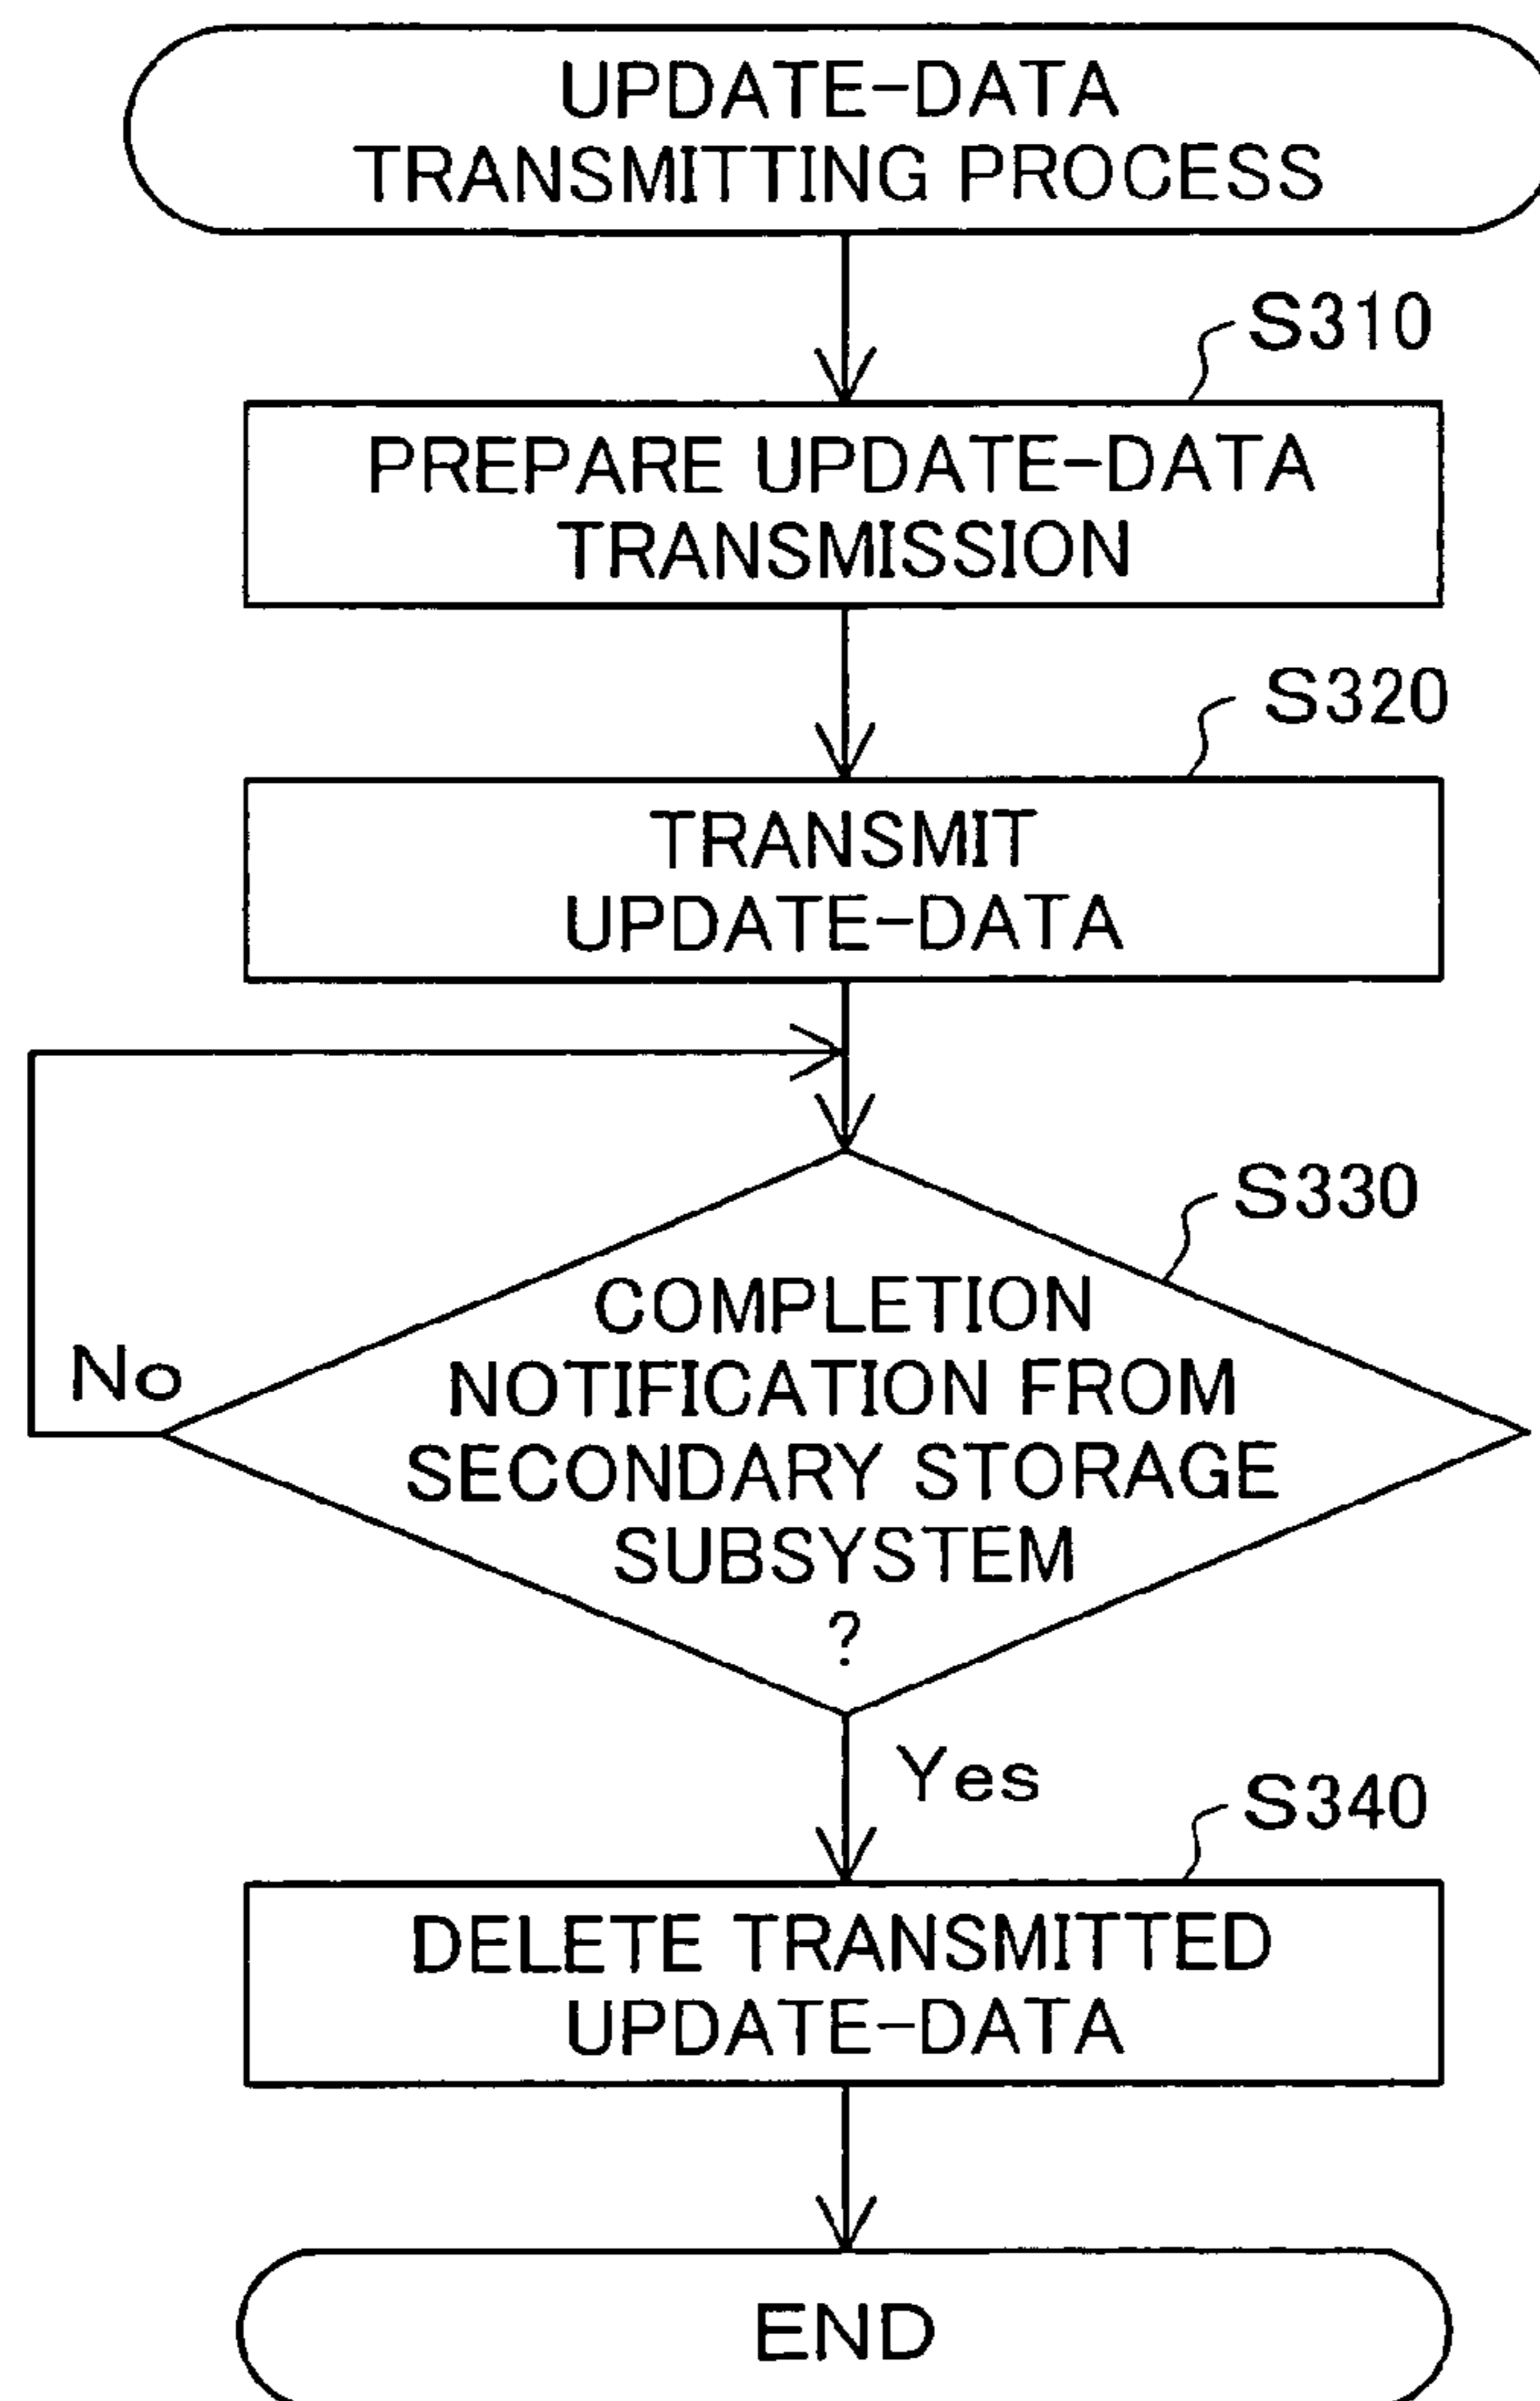 UPDATE-DATA
TRANSMITTING PROCESS
S310
PREPARE UPDATE-DATA
TRANSMISSION
S320
TRANSMIT
UPDATE-DATA
S330
COMPLETION
NOTIFICATION FROM
SECONDARY STORAGE
SUBSYSTEM
?
No
Yes
S340
DELETE TRANSMITTED
UPDATE-DATA
END